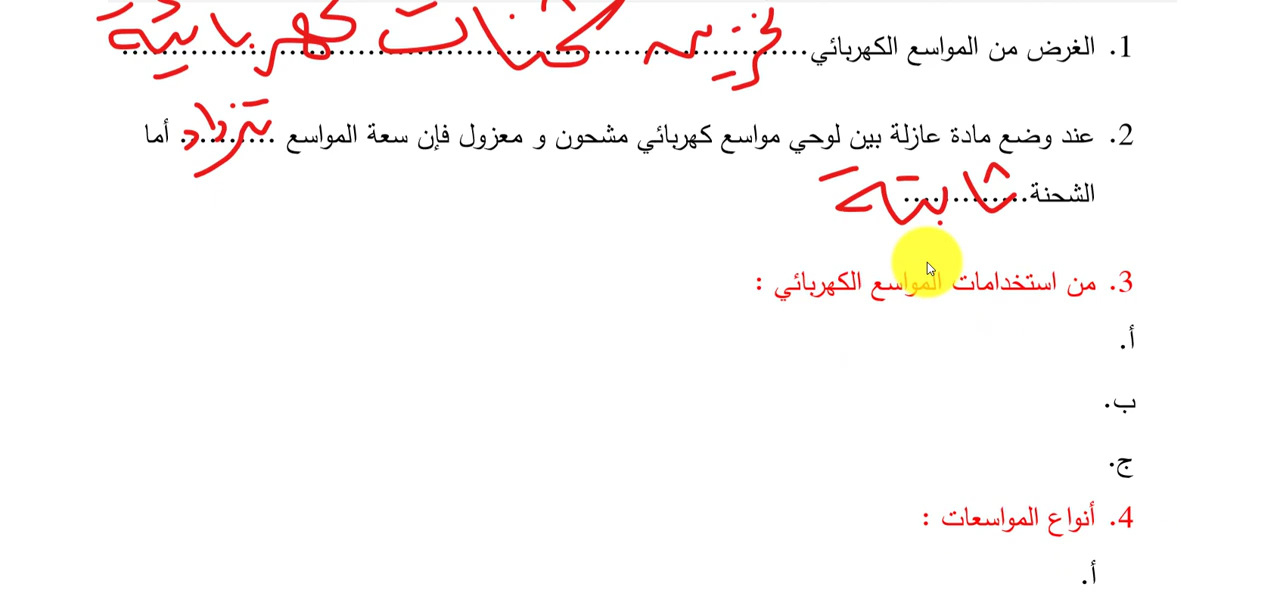 1. الغرض من المواسع الكهربائي.......... تخزين شحنات كهربائية
2. عند وضع مادة عازلة بين لوحي مواسع كهربائي مشحون و معزول فإن سعة المواسع .......... تزداد أما
الشحنة............. ثابتة
3. من استخدامات المواسع الكهربائي :
أ.
ب.
ج.
4. أنواع المواسعات :
أ.